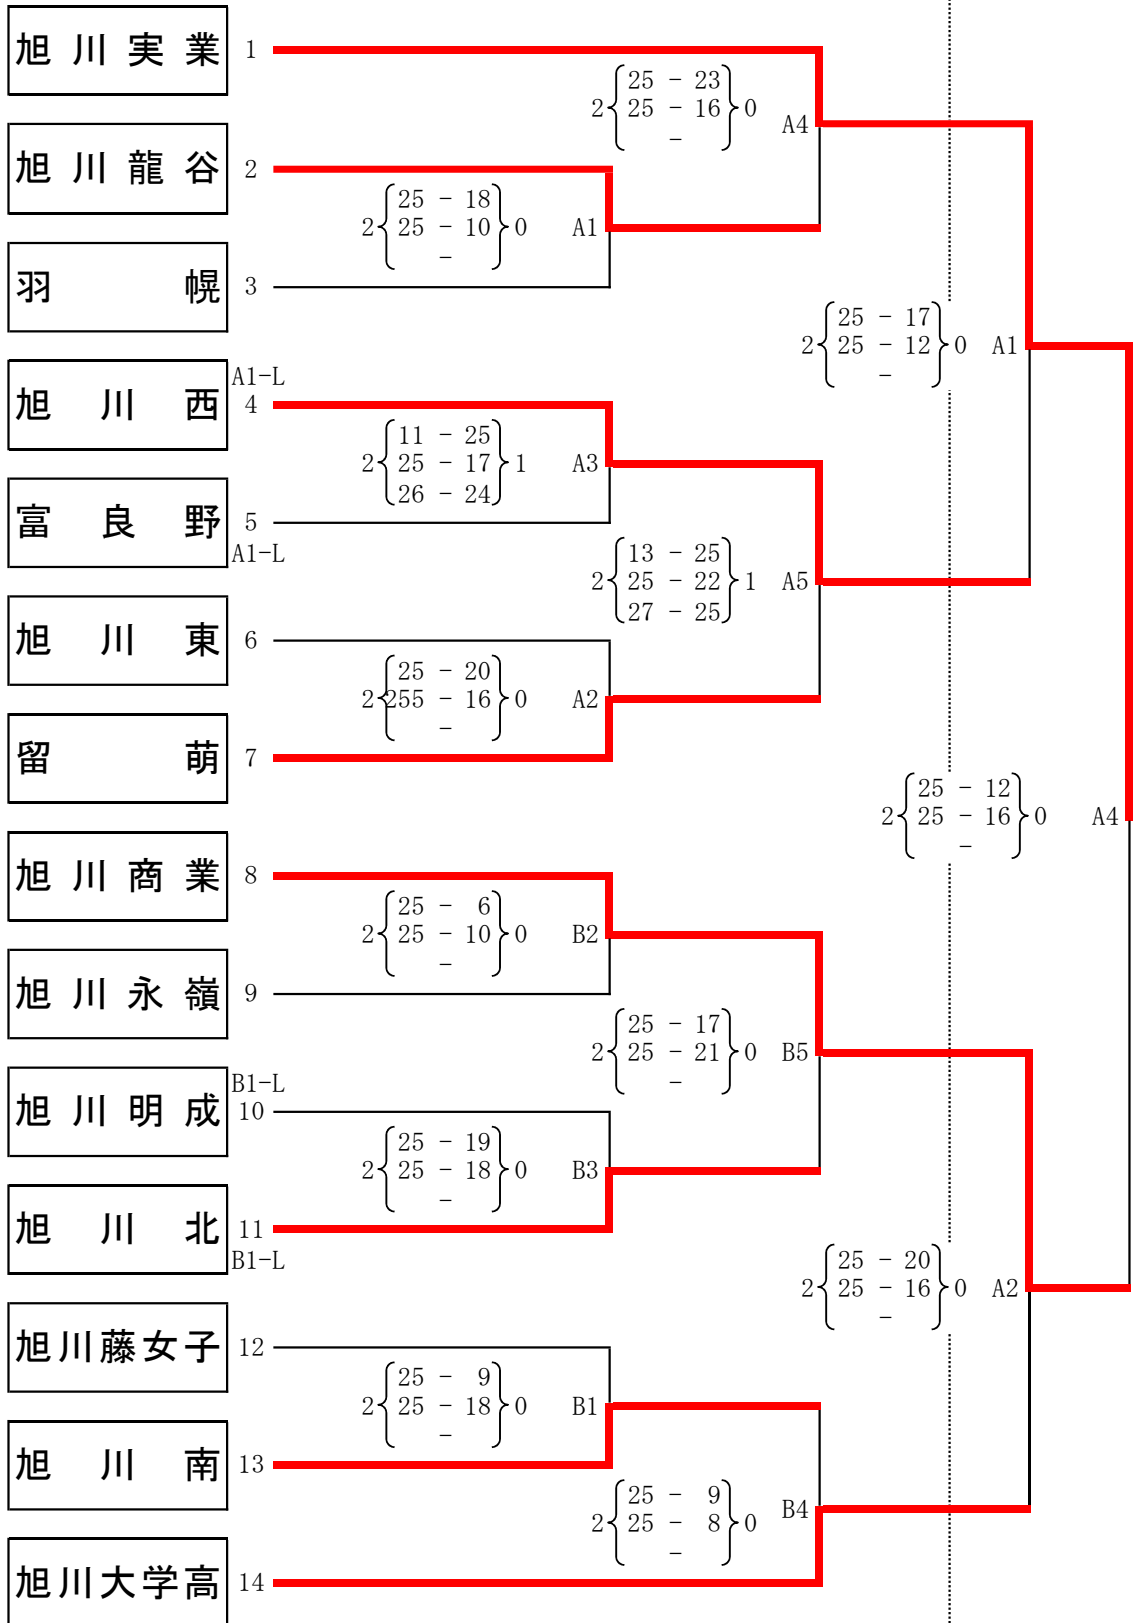 旭川実業 1
25 - 23
2 25 - 16 0 A4
-
旭川龍谷 2
25 - 18
2 25 - 10 0 A1
-
羽幌 3
25 - 17
2 25 - 12 0 A1
-
A1-L
旭川西 4
11 - 25
2 25 - 17 1 A3
26 - 24
富良野 5
A1-L
13 - 25
2 25 - 22 1 A5
27 - 25
旭川東 6
25 - 20
2 255 - 16 0 A2
-
留萌 7
25 - 12
2 25 - 16 0 A4
-
旭川商業 8
25 - 6
2 25 - 10 0 B2
-
旭川永嶺 9
25 - 17
2 25 - 21 0 B5
-
B1-L
旭川明成 10
25 - 19
2 25 - 18 0 B3
-
旭川北 11
B1-L
25 - 20
2 25 - 16 0 A2
-
旭川藤女子 12
25 - 9
2 25 - 18 0 B1
-
旭川南 13
25 - 9
2 25 - 8 0 B4
-
旭川大学高 14